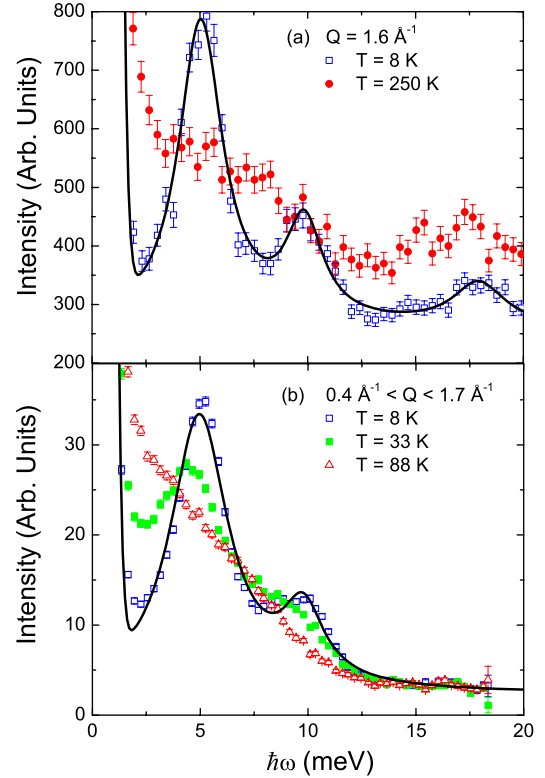 800
(a) Q = 1.6 Å⁻¹
T = 8 K
700
T = 250 K
600
500
400
300
200
Intensity (Arb. Units)
(b) 0.4 Å⁻¹ < Q < 1.7 Å⁻¹
T = 8 K
30
T = 33 K
T = 88 K
20
10
0
Intensity (Arb. Units)
0 5 10 15 20
ħω (meV)